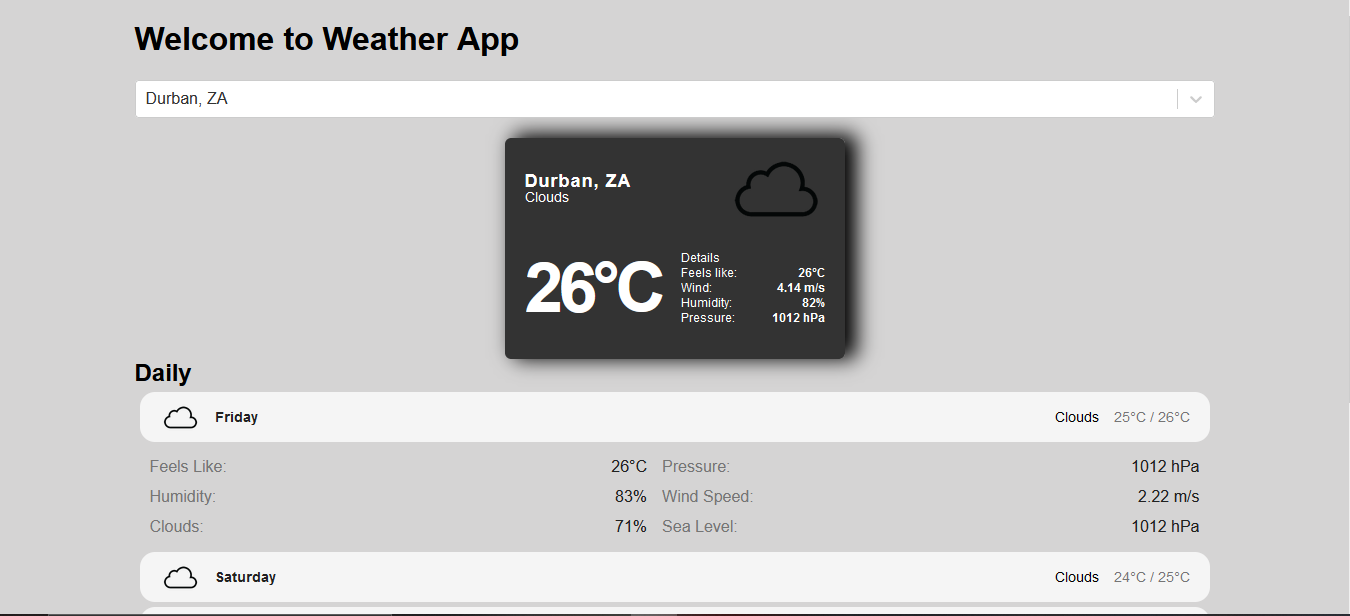 Welcome to Weather App
Durban, ZA
Durban, ZA
Clouds
26°C
Details
Feels like: 26°C
Wind: 4.14 m/s
Humidity: 82%
Pressure: 1012 hPa
Daily
Friday Clouds 25°C / 26°C
Feels Like: 26°C Pressure: 1012 hPa
Humidity: 83% Wind Speed: 2.22 m/s
Clouds: 71% Sea Level: 1012 hPa
Saturday Clouds 24°C / 25°C